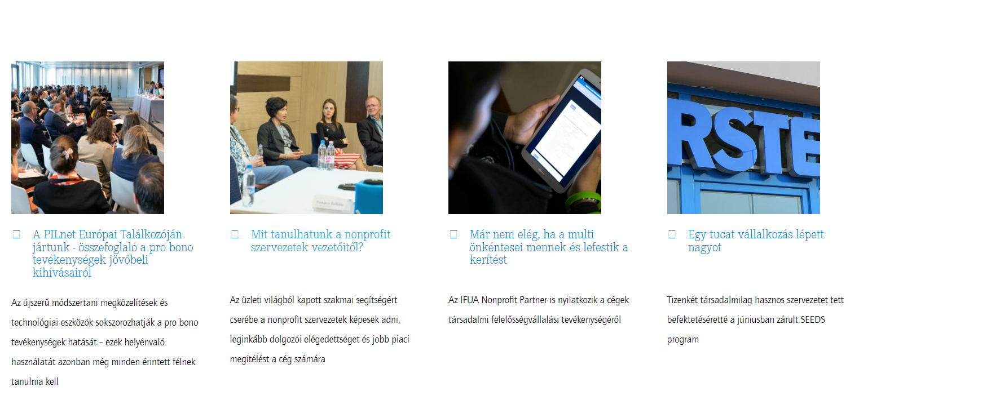 RSTE
A PILnet Európai Találkozóján
jártunk - összefoglaló a pro bono
tevékenységek jövőbeli
kihívásairól
Az újszerű módszertani megközelítések és
technológiai eszközök sokszorozhatják a pro bono
tevékenységek hatását – ezek helyénvaló
használatát azonban még minden érintett félnek
tanulnia kell
Mit tanulhatunk a nonprofit
szervezetek vezetőitől?
Az üzleti világból kapott szakmai segítségért
cserébe a nonprofit szervezetek képesek adni,
leginkább dolgozói elégedettséget és jobb piaci
megítélést a cég számára
Már nem elég, ha a multi
önkéntesei mennek és lefestik a
kerítést
Az IFUA Nonprofit Partner is nyilatkozik a cégek
társadalmi felelősségvállalási tevékenységéről
Egy tucat vállalkozás lépett
nagyot
Tizenkét társadalmilag hasznos szervezetet tett
befektetéséretté a júniusban zárult SEEDS
program